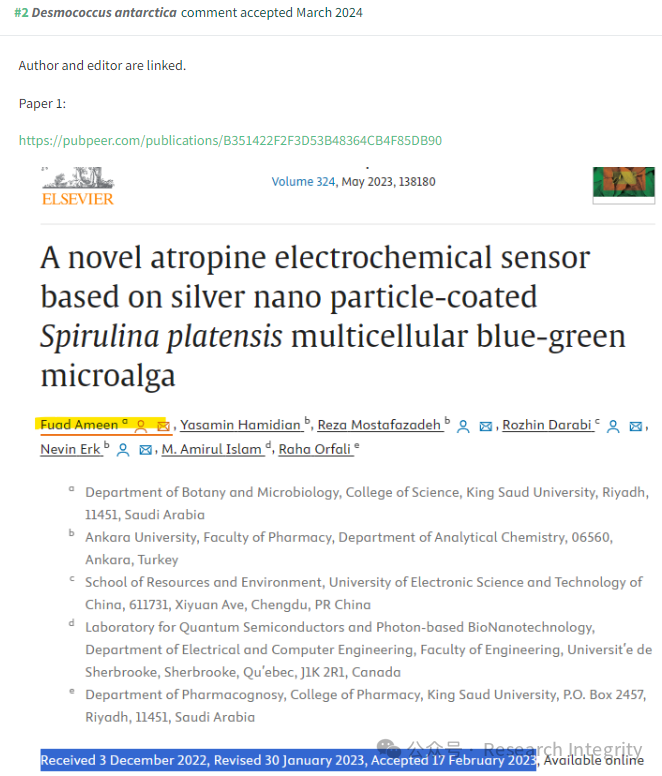 #2 Desmococcus antarctica comment accepted March 2024
Author and editor are linked.
Paper 1:
https://pubpeer.com/publications/B351422F2F3D53B48364CB4F85DB90
ELSEVIER
Volume 324, May 2023, 138180
A novel atropine electrochemical sensor
based on silver nano particle-coated
Spirulina platensis multicellular blue-green
microalga
Fuad Ameen a, Yasamin Hamidian b, Reza Mostafazadeh b, Rozhin Darabi c,
Nevin Erk b, M. Amirul Islam d, Raha Orfali e
a Department of Botany and Microbiology, College of Science, King Saud University, Riyadh,
11451, Saudi Arabia
b Ankara University, Faculty of Pharmacy, Department of Analytical Chemistry, 06560,
Ankara, Turkey
c School of Resources and Environment, University of Electronic Science and Technology of
China, 611731, Xiyuan Ave, Chengdu, PR China
d Laboratory for Quantum Semiconductors and Photon-based BioNanotechnology,
Department of Electrical and Computer Engineering, Faculty of Engineering, Universit'e de
Sherbrooke, Sherbrooke, Qu'ebec, J1K 2R1, Canada
e Department of Pharmacognosy, College of Pharmacy, King Saud University, P.O. Box 2457,
Riyadh, 11451, Saudi Arabia
公众号 · Research Integrity
Received 3 December 2022, Revised 30 January 2023, Accepted 17 February 2023, Available online